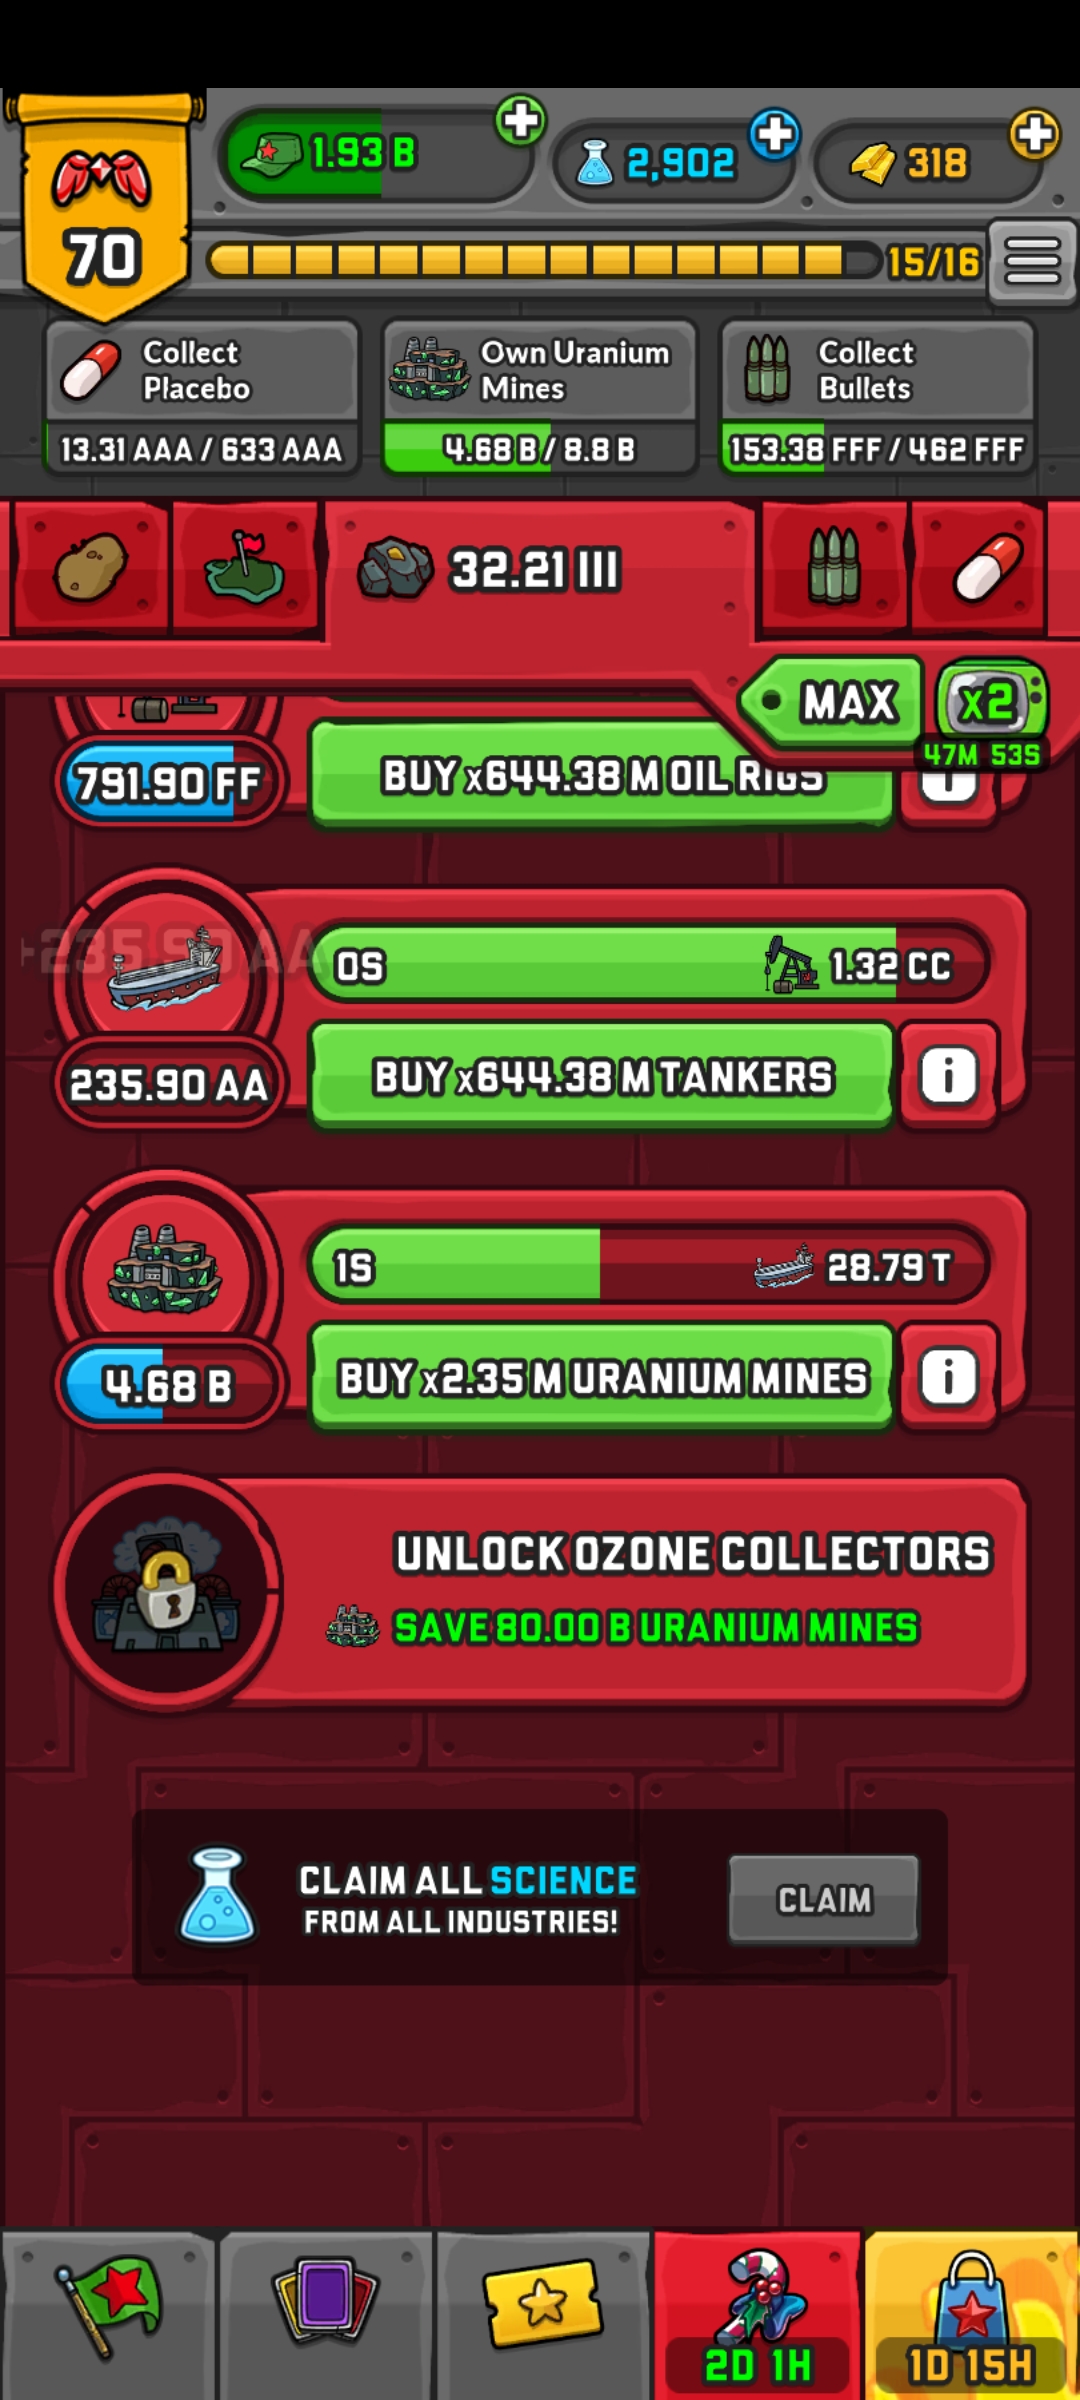 1.93 B
2,902
318
70
15/16
Collect
Placebo
13.31 AAA / 633 AAA
Own Uranium
Mines
4.68 B / 8.8 B
Collect
Bullets
153.38 FFF / 462 FFF
32.21 III
MAX
x2
47M 53S
791.90 FF
BUY x644.38 M OIL RIGS
+235.90 AA
0S
1.32 CC
235.90 AA
BUY x644.38 M TANKERS
i
1S
28.79 T
4.68 B
BUY x2.35 M URANIUM MINES
i
UNLOCK OZONE COLLECTORS
SAVE 80.00 B URANIUM MINES
CLAIM ALL SCIENCE
FROM ALL INDUSTRIES!
CLAIM
2D 1H
1D 15H